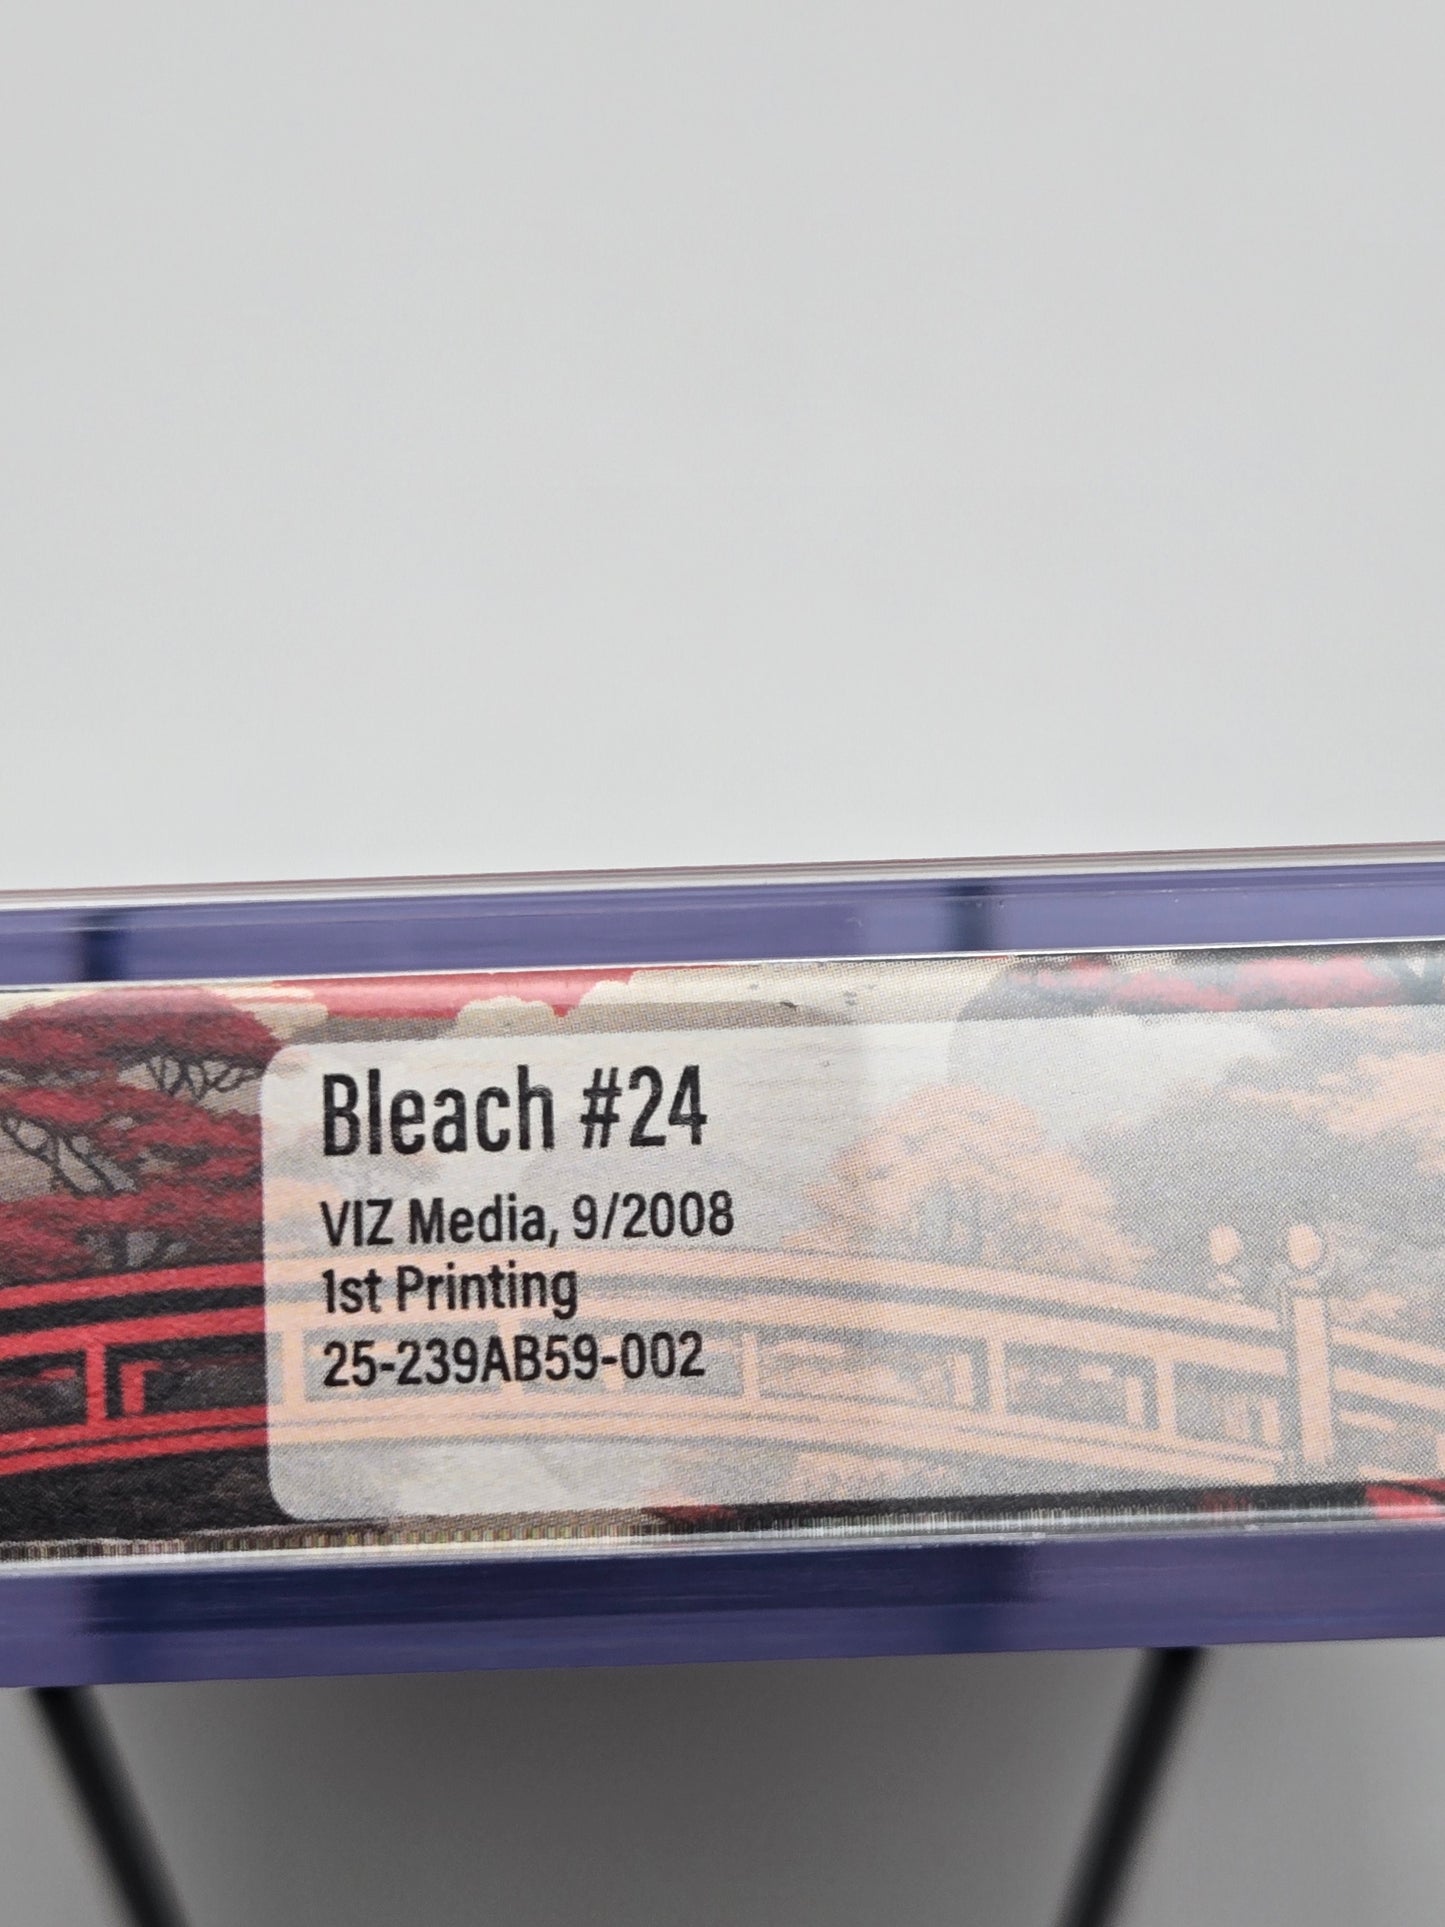 Bleach #24
VIZ Media, 9/2008
1st Printing
25-239AB59-002